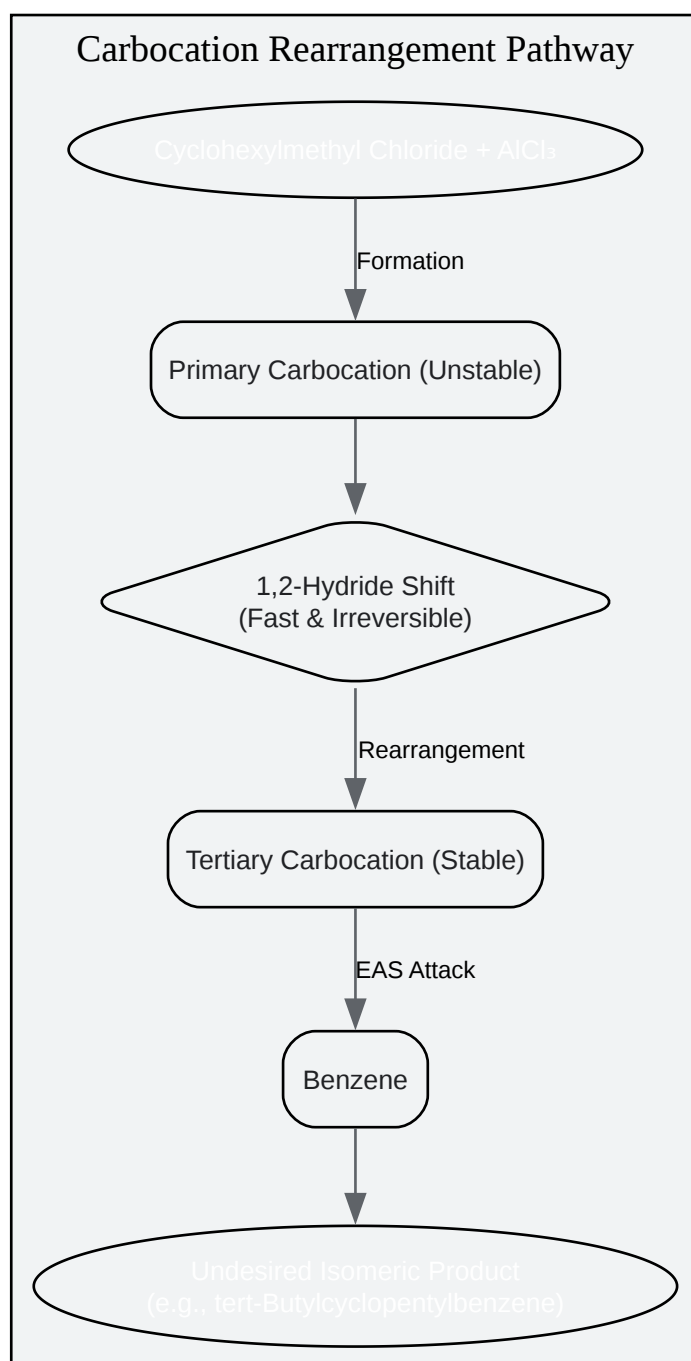 Carbocation Rearrangement Pathway
Cyclohexylmethyl Chloride + AlCl₃
Formation
Primary Carbocation (Unstable)
1,2-Hydride Shift
(Fast & Irreversible)
Rearrangement
Tertiary Carbocation (Stable)
EAS Attack
Benzene
Undesired Isomeric Product
(e.g., tert-Butylcyclopentylbenzene)